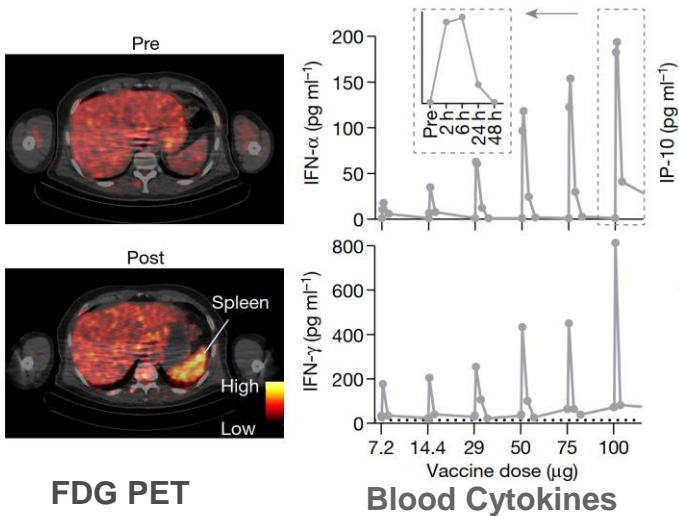 Pre
Post
Spleen
High
Low
FDG PET
200
150
100
50
0
IFN-α (pg ml⁻¹)
Pre
2 h
6 h
24 h
48 h
IP-10 (pg ml⁻¹)
800
600
400
200
0
IFN-γ (pg ml⁻¹)
7.2 14.4 29 50 75 100
Vaccine dose (μg)
Blood Cytokines